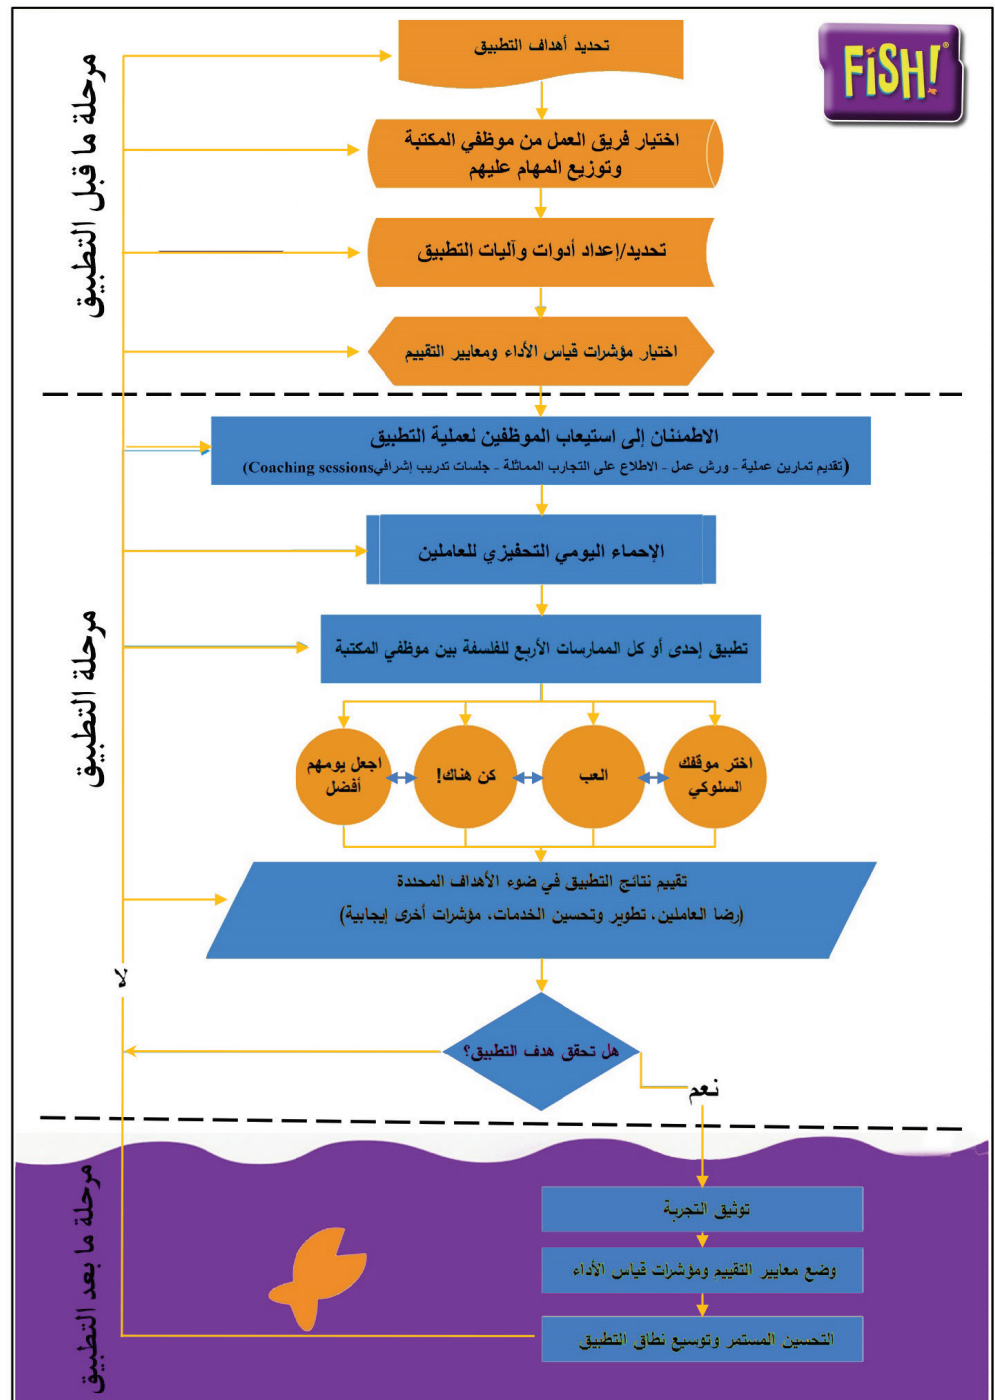 FiSH!®
مرحلة ما قبل التطبيق
تحديد أهداف التطبيق
اختيار فريق العمل من موظفي المكتبة
وتوزيع المهام عليهم
تحديد/إعداد أدوات وآليات التطبيق
اختيار مؤشرات قياس الأداء ومعايير التقييم
مرحلة التطبيق
الاطمئنان إلى استيعاب الموظفين لعملية التطبيق
(تقديم تمارين عملية - ورش عمل - الاطلاع على التجارب المماثلة - جلسات تدريب إشرافي Coaching sessions)
الإحماء اليومي التحفيزي للعاملين
تطبيق إحدى أو كل الممارسات الأربع للفلسفة بين موظفي المكتبة
اختر موقفك
السلوكي
العب
كن هناك!
اجعل يومهم
أفضل
تقييم نتائج التطبيق في ضوء الأهداف المحددة
(رضا العاملين، تطوير وتحسين الخدمات، مؤشرات أخرى إيجابية)
هل تحقق هدف التطبيق؟
لا
نعم
مرحلة ما بعد التطبيق
توثيق التجربة
وضع معايير التقييم ومؤشرات قياس الأداء
التحسين المستمر وتوسيع نطاق التطبيق